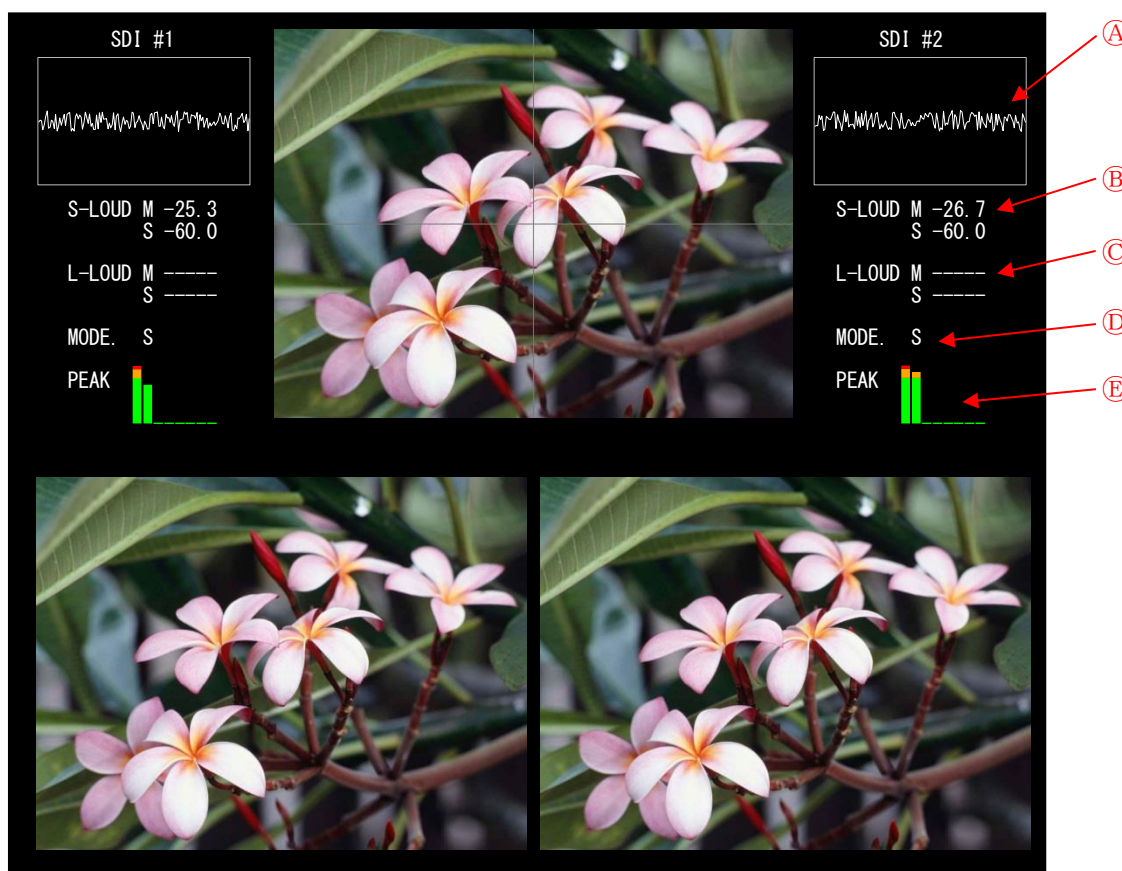 SDI #1
S-LOUD M -25.3
S -60.0
L-LOUD M -----
S -----
MODE. S
PEAK
SDI #2
S-LOUD M -26.7
S -60.0
L-LOUD M -----
S -----
MODE. S
PEAK
Ⓐ
Ⓑ
Ⓒ
Ⓓ
Ⓔ